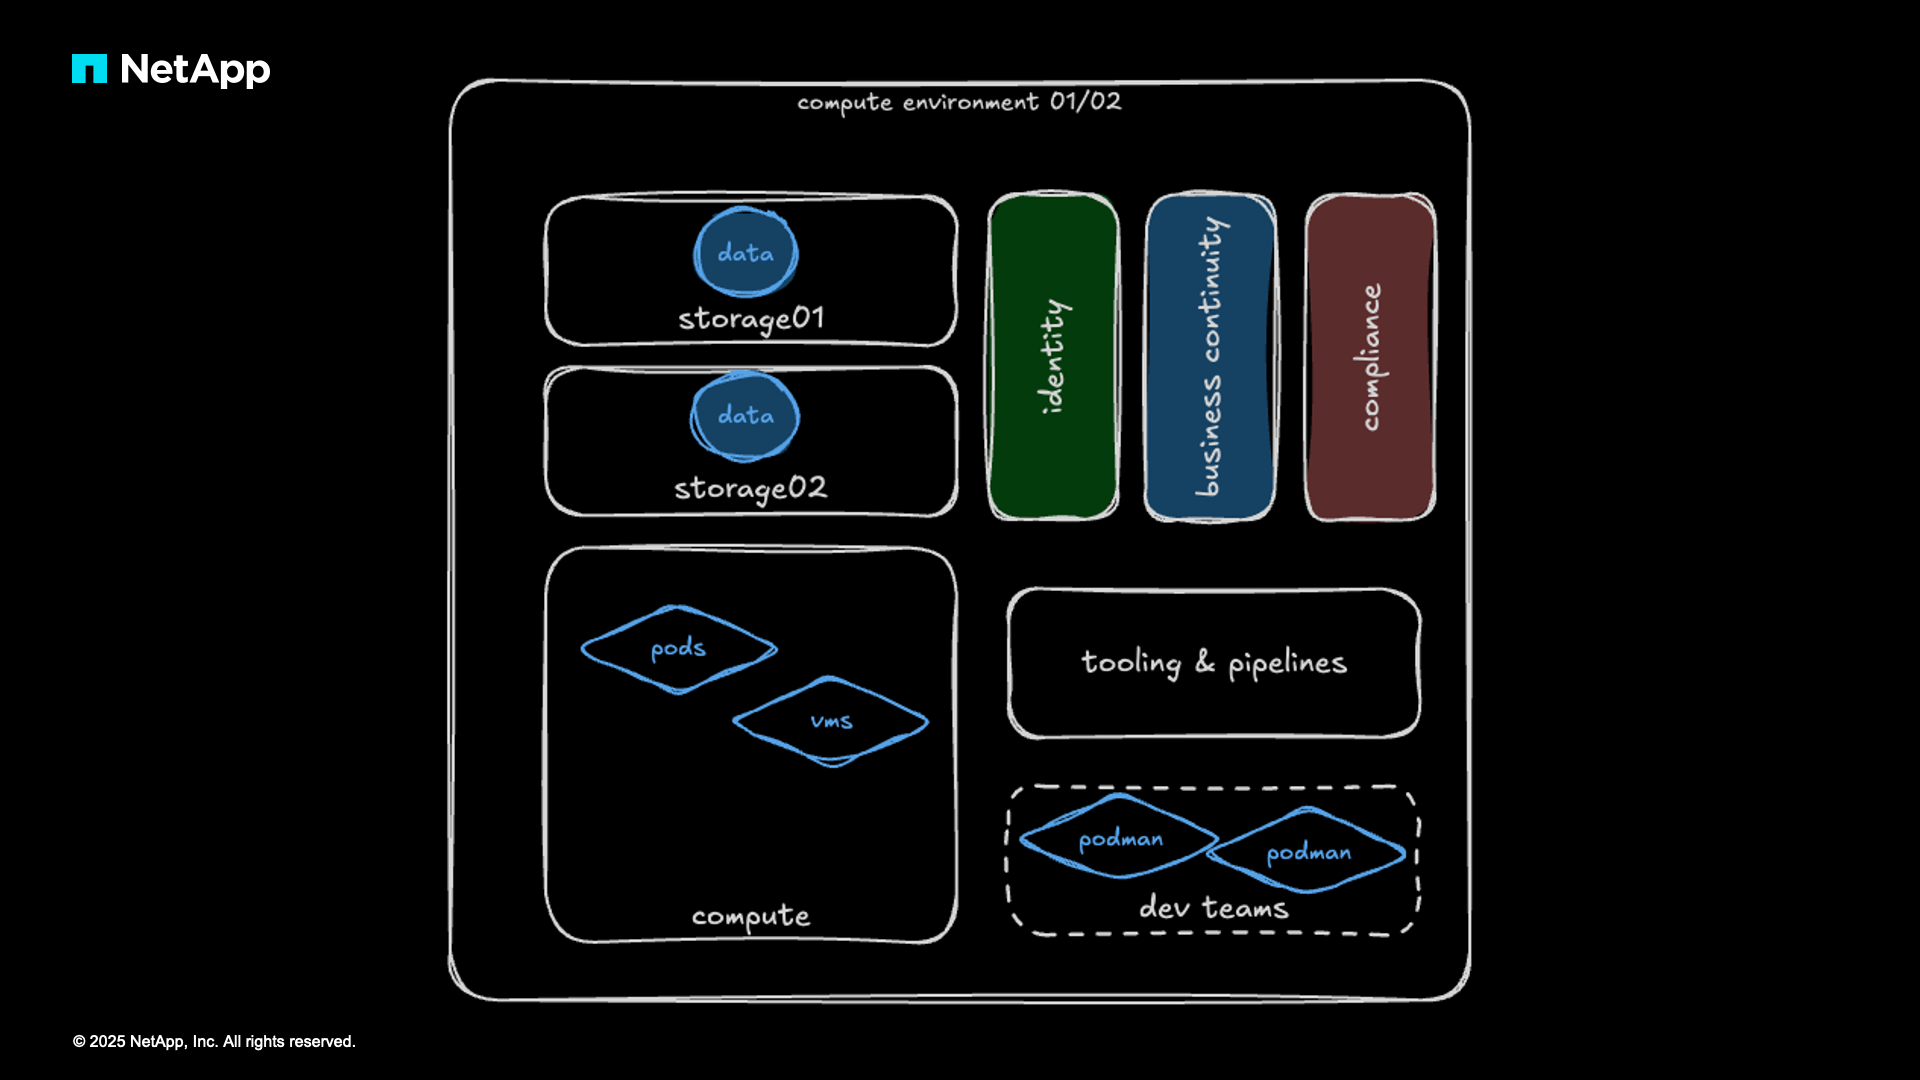 NetApp
compute environment 01/02
data
storage01
data
storage02
identity
business continuity
compliance
pods
vms
compute
tooling & pipelines
podman
podman
dev teams
© 2025 NetApp, Inc. All rights reserved.